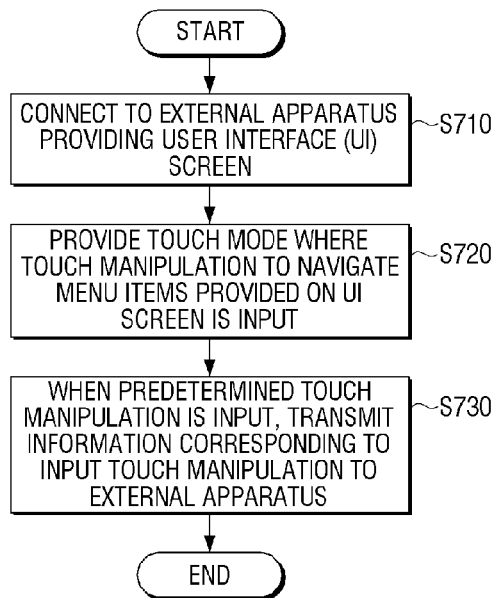 START
CONNECT TO EXTERNAL APPARATUS
PROVIDING USER INTERFACE (UI)
SCREEN
S710
PROVIDE TOUCH MODE WHERE
TOUCH MANIPULATION TO NAVIGATE
MENU ITEMS PROVIDED ON UI
SCREEN IS INPUT
S720
WHEN PREDETERMINED TOUCH
MANIPULATION IS INPUT, TRANSMIT
INFORMATION CORRESPONDING TO
INPUT TOUCH MANIPULATION TO
EXTERNAL APPARATUS
S730
END